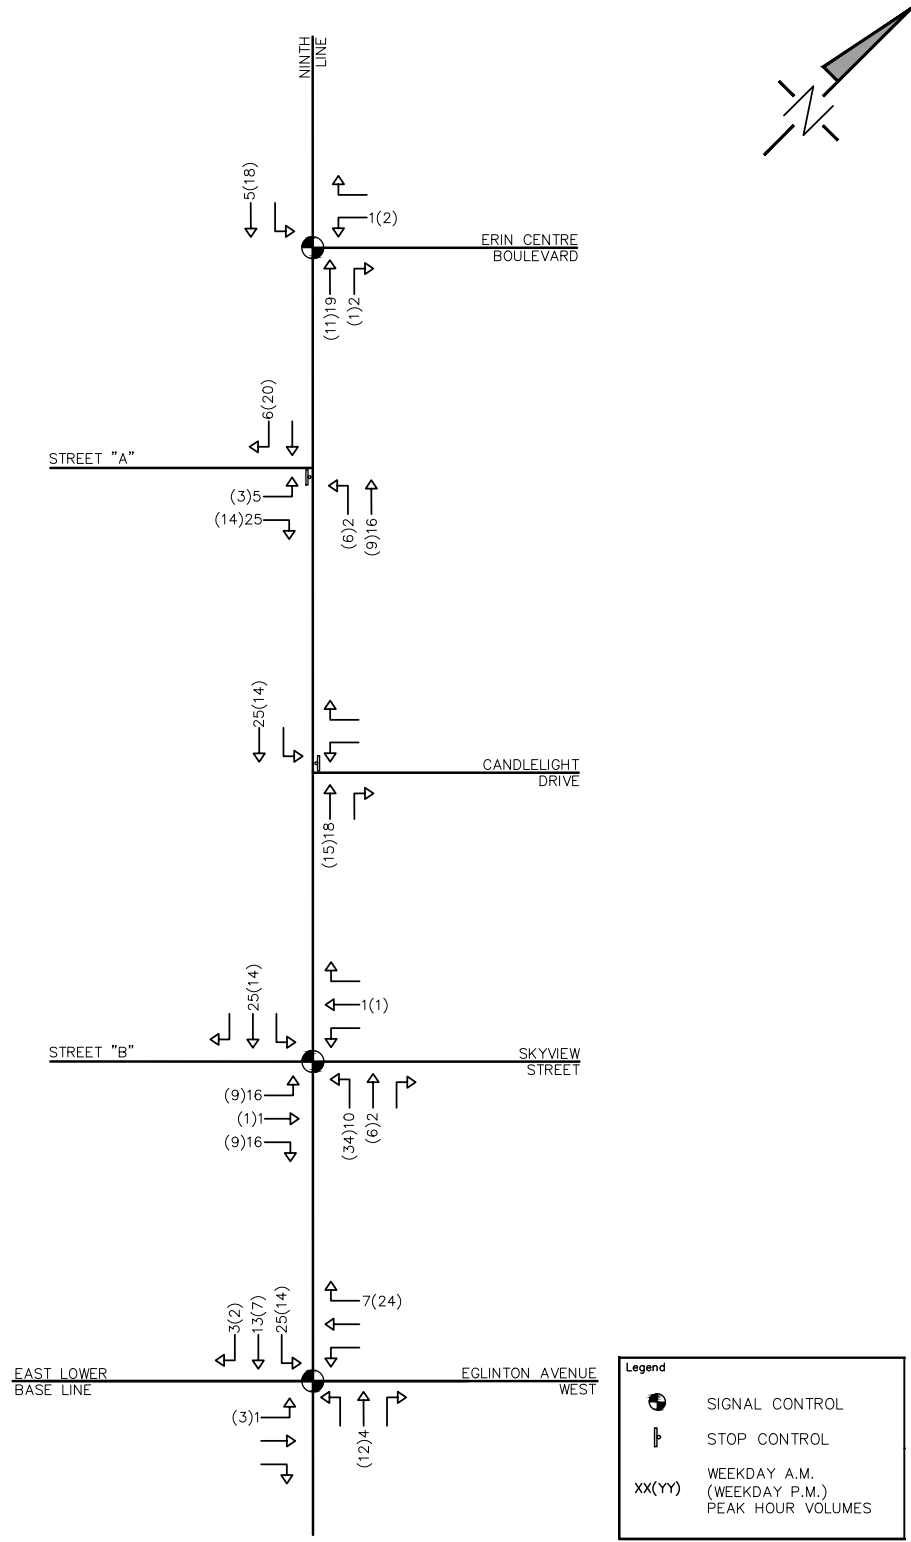 NINTH
LINE
N
5(18)
1(2)
ERIN CENTRE
BOULEVARD
(11)19
(1)2
6(20)
STREET "A"
(3)5
(14)25
(6)2
(9)16
25(14)
CANDLELIGHT
DRIVE
(15)18
25(14)
1(1)
STREET "B"
SKYVIEW
STREET
(9)16
(1)1
(9)16
(34)10
(6)2
3(2)
13(7)
25(14)
7(24)
EAST LOWER
BASE LINE
EGLINTON AVENUE
WEST
(3)1
(12)4
Legend
SIGNAL CONTROL
STOP CONTROL
XX(YY)
WEEKDAY A.M.
(WEEKDAY P.M.)
PEAK HOUR VOLUMES